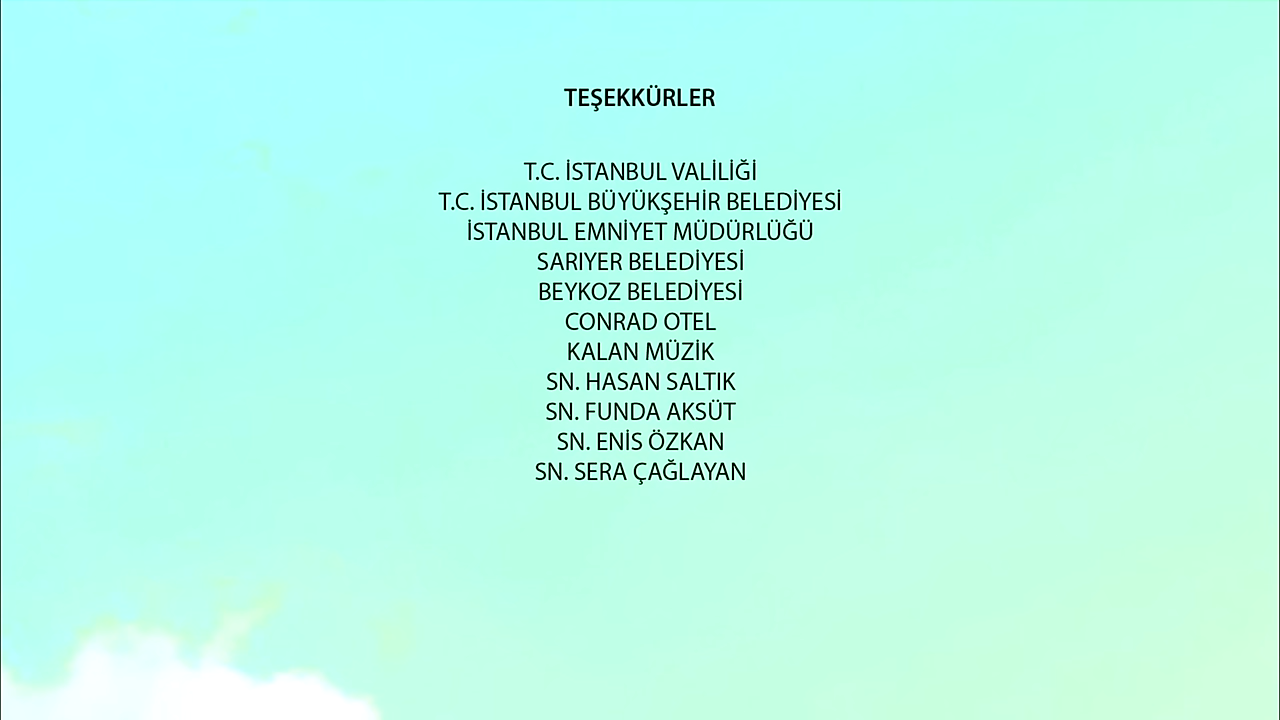 TEŞEKKÜRLER
T.C. İSTANBUL VALİLİĞİ
T.C. İSTANBUL BÜYÜKŞEHİR BELEDİYESİ
İSTANBUL EMNİYET MÜDÜRLÜĞÜ
SARIYER BELEDİYESİ
BEYKOZ BELEDİYESİ
CONRAD OTEL
KALAN MÜZİK
SN. HASAN SALTIK
SN. FUNDA AKSÜT
SN. ENİS ÖZKAN
SN. SERA ÇAĞLAYAN